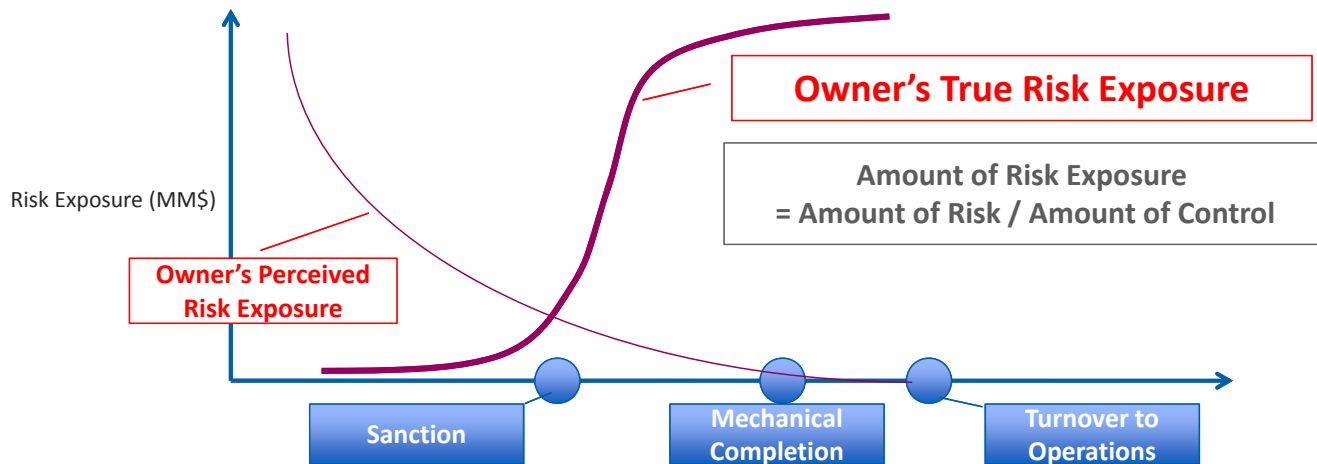 Owner's True Risk Exposure
Amount of Risk Exposure
= Amount of Risk / Amount of Control
Risk Exposure (MM$)
Owner's Perceived
Risk Exposure
Sanction
Mechanical
Completion
Turnover to
Operations